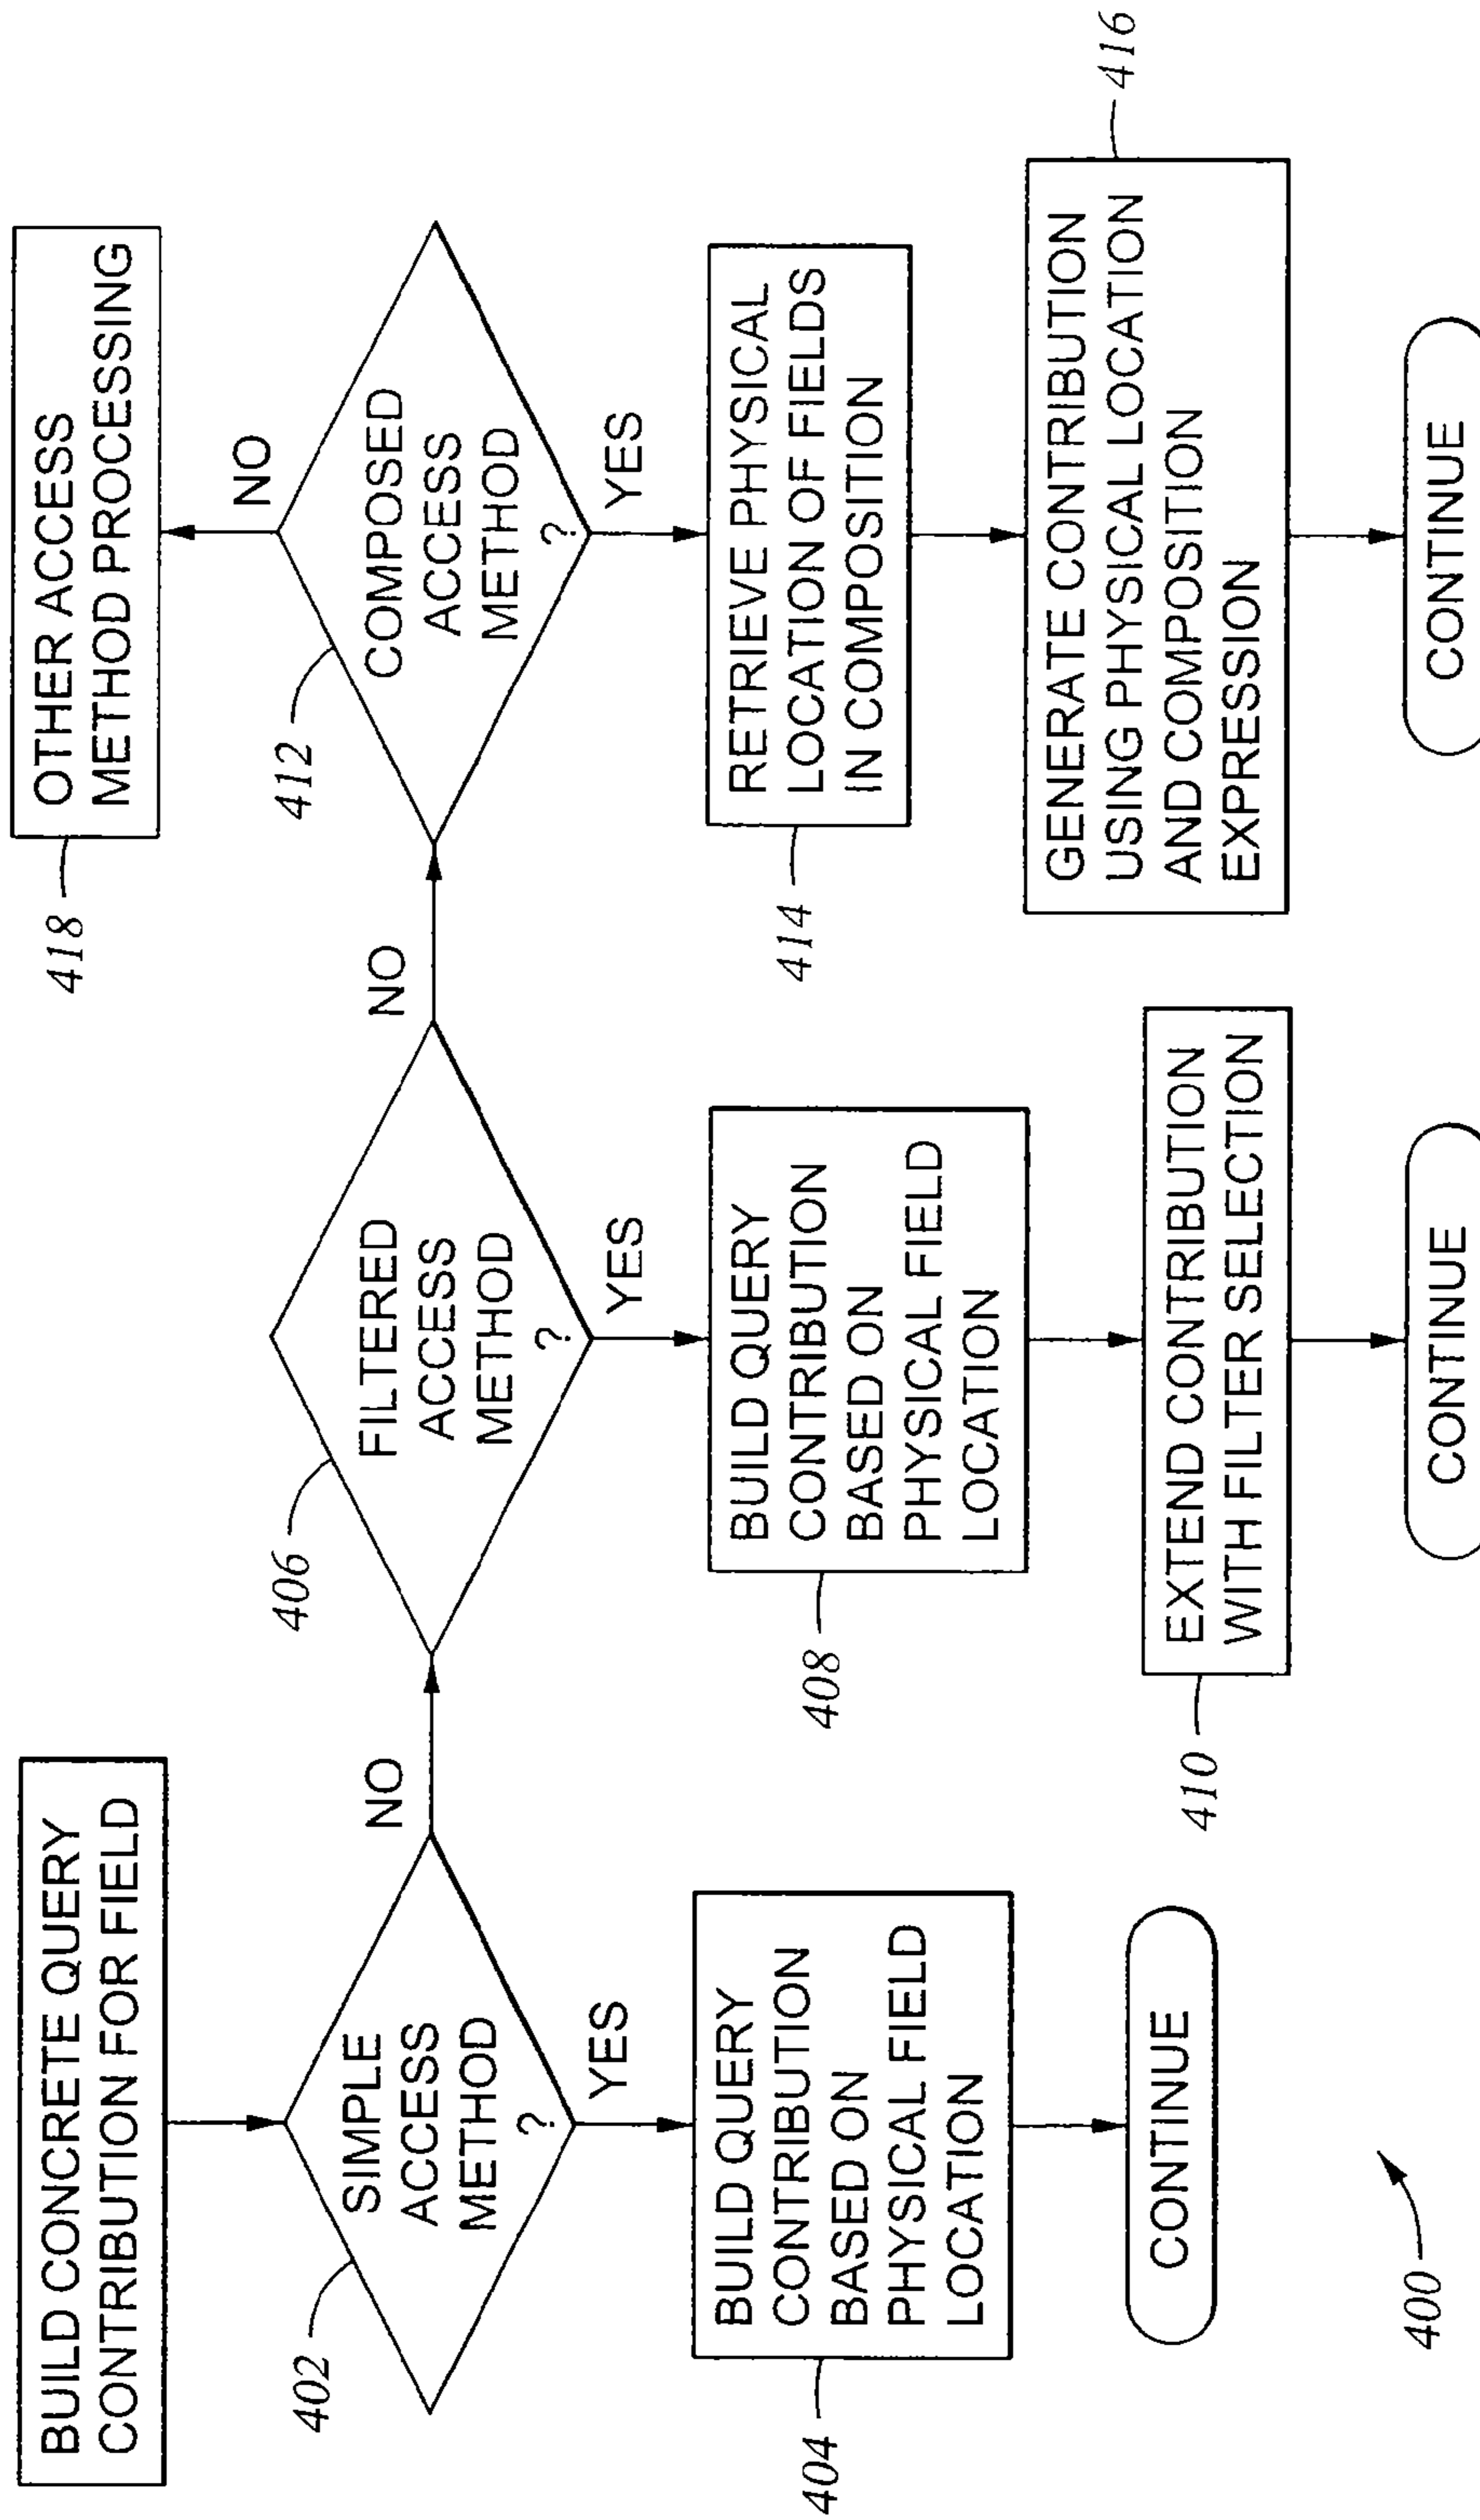 BUILD CONCRETE QUERY
CONTRIBUTION FOR FIELD
402
SIMPLE
ACCESS
METHOD
?
NO
YES
404
BUILD QUERY
CONTRIBUTION
BASED ON
PHYSICAL FIELD
LOCATION
CONTINUE
406
FILTERED
ACCESS
METHOD
?
NO
YES
408
BUILD QUERY
CONTRIBUTION
BASED ON
PHYSICAL FIELD
LOCATION
410
EXTEND CONTRIBUTION
WITH FILTER SELECTION
CONTINUE
418
OTHER ACCESS
METHOD PROCESSING
NO
412
COMPOSED
ACCESS
METHOD
?
YES
414
RETRIEVE PHYSICAL
LOCATION OF FIELDS
IN COMPOSITION
416
GENERATE CONTRIBUTION
USING PHYSICAL LOCATION
AND COMPOSITION
EXPRESSION
CONTINUE
400